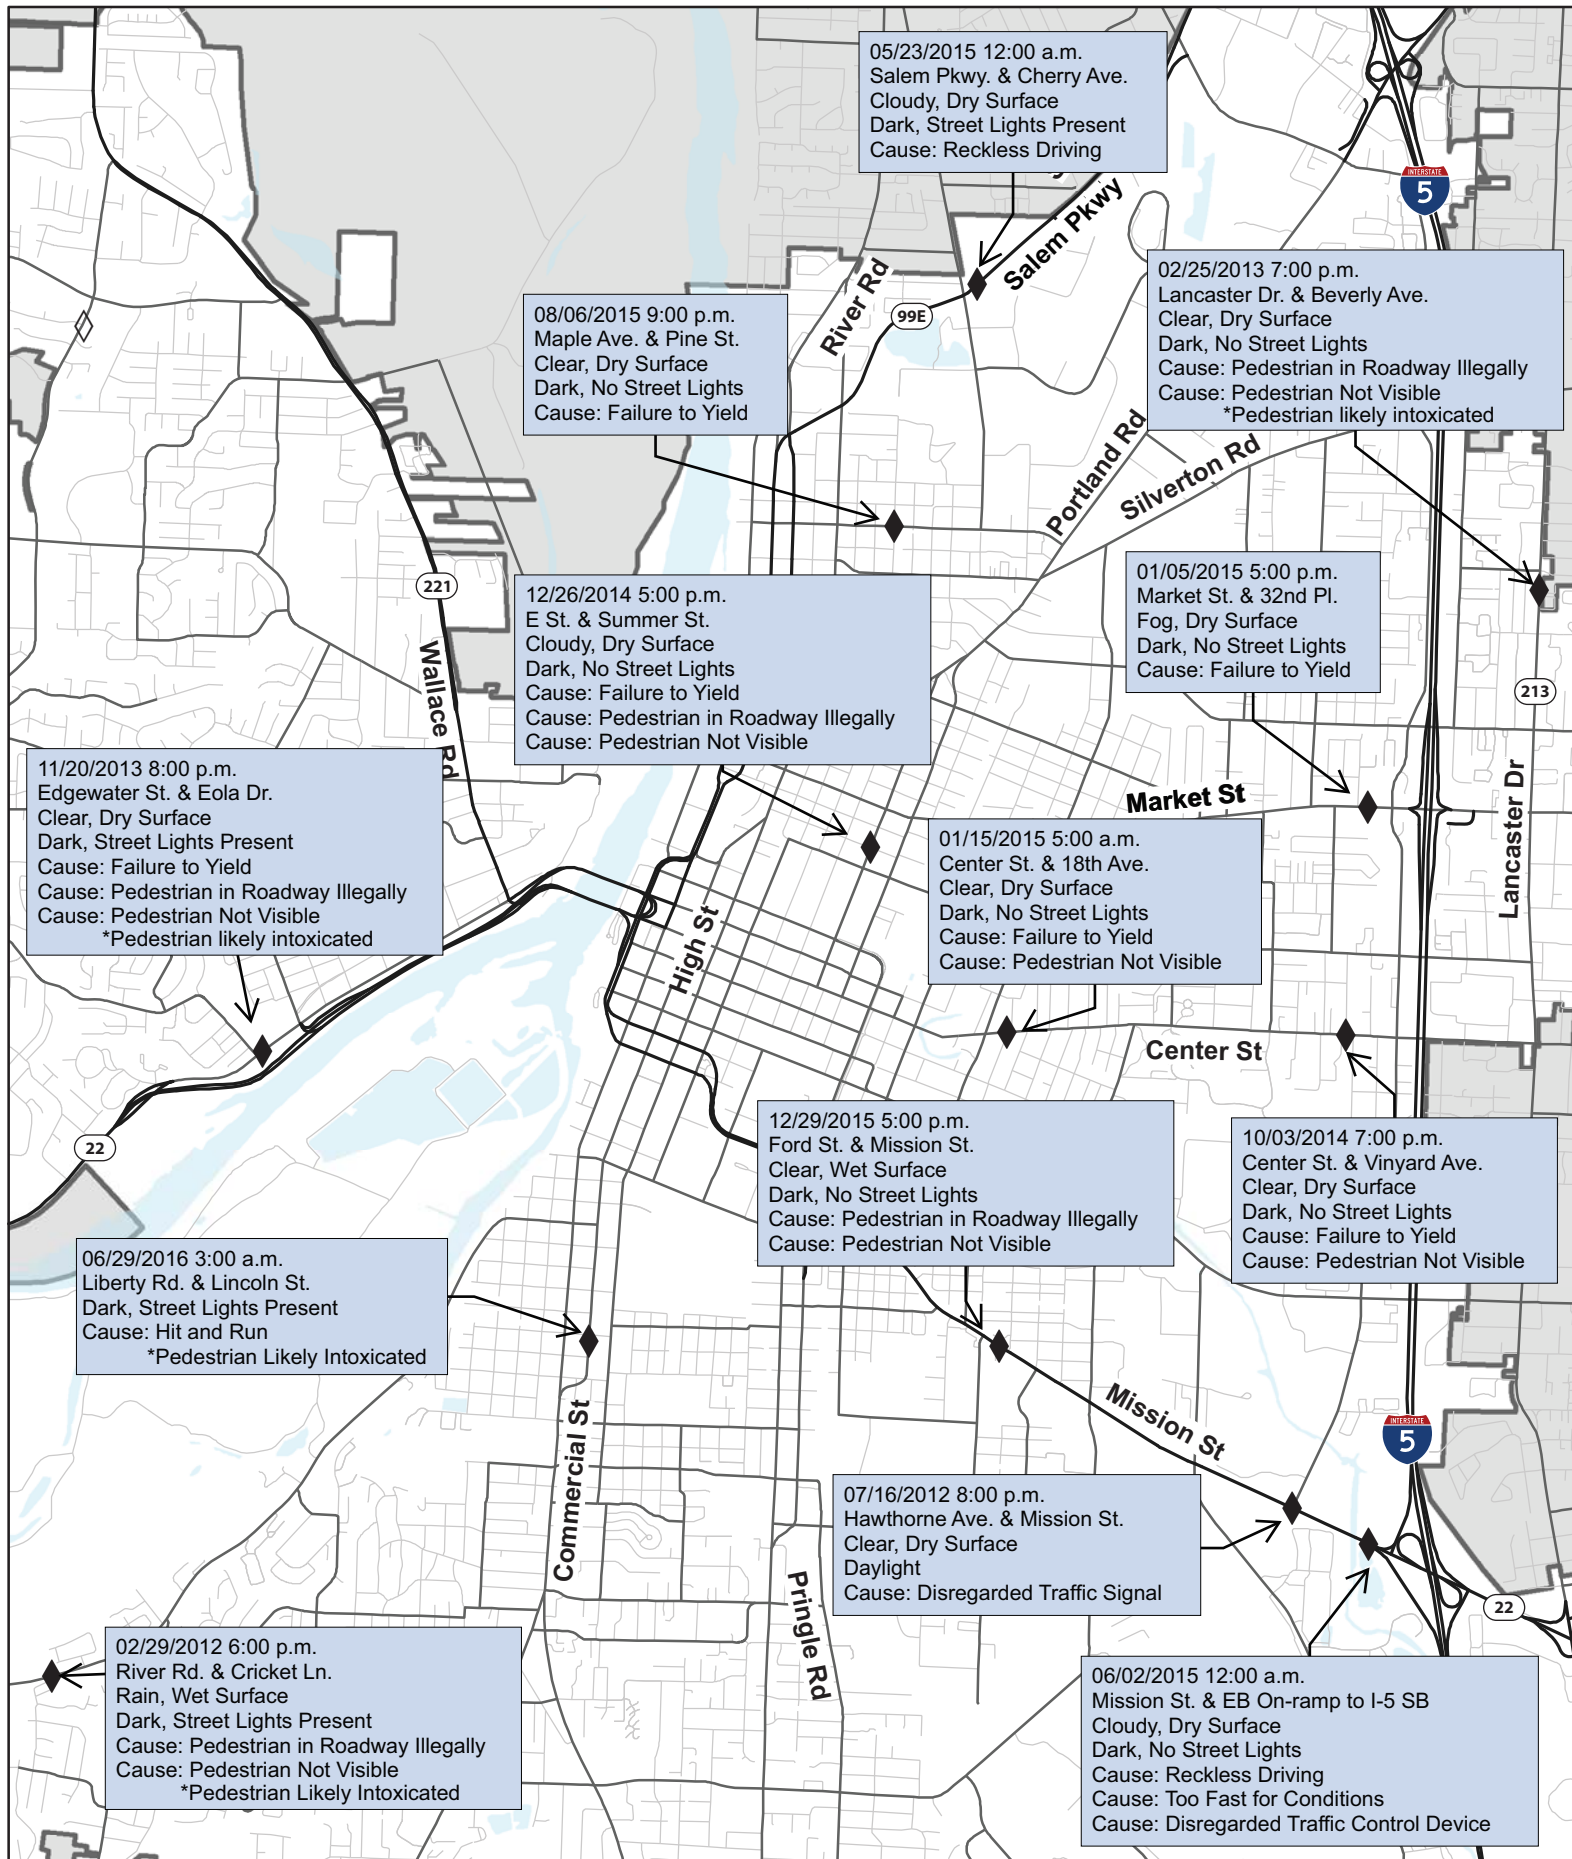 05/23/2015 12:00 a.m.
Salem Pkwy. & Cherry Ave.
Cloudy, Dry Surface
Dark, Street Lights Present
Cause: Reckless Driving
INTERSTATE
5
Salem Pkwy
River Rd
99E
02/25/2013 7:00 p.m.
Lancaster Dr. & Beverly Ave.
Clear, Dry Surface
Dark, No Street Lights
Cause: Pedestrian in Roadway Illegally
Cause: Pedestrian Not Visible
*Pedestrian likely intoxicated
08/06/2015 9:00 p.m.
Maple Ave. & Pine St.
Clear, Dry Surface
Dark, No Street Lights
Cause: Failure to Yield
Portland Rd
Silverton Rd
221
Wallace Rd
12/26/2014 5:00 p.m.
E St. & Summer St.
Cloudy, Dry Surface
Dark, No Street Lights
Cause: Failure to Yield
Cause: Pedestrian in Roadway Illegally
Cause: Pedestrian Not Visible
01/05/2015 5:00 p.m.
Market St. & 32nd Pl.
Fog, Dry Surface
Dark, No Street Lights
Cause: Failure to Yield
213
Lancaster Dr
Market St
11/20/2013 8:00 p.m.
Edgewater St. & Eola Dr.
Clear, Dry Surface
Dark, Street Lights Present
Cause: Failure to Yield
Cause: Pedestrian in Roadway Illegally
Cause: Pedestrian Not Visible
*Pedestrian likely intoxicated
01/15/2015 5:00 a.m.
Center St. & 18th Ave.
Clear, Dry Surface
Dark, No Street Lights
Cause: Failure to Yield
Cause: Pedestrian Not Visible
High St
Center St
22
12/29/2015 5:00 p.m.
Ford St. & Mission St.
Clear, Wet Surface
Dark, No Street Lights
Cause: Pedestrian in Roadway Illegally
Cause: Pedestrian Not Visible
10/03/2014 7:00 p.m.
Center St. & Vinyard Ave.
Clear, Dry Surface
Dark, No Street Lights
Cause: Failure to Yield
Cause: Pedestrian Not Visible
06/29/2016 3:00 a.m.
Liberty Rd. & Lincoln St.
Dark, Street Lights Present
Cause: Hit and Run
*Pedestrian Likely Intoxicated
Commercial St
Mission St
INTERSTATE
5
07/16/2012 8:00 p.m.
Hawthorne Ave. & Mission St.
Clear, Dry Surface
Daylight
Cause: Disregarded Traffic Signal
Pringle Rd
22
02/29/2012 6:00 p.m.
River Rd. & Cricket Ln.
Rain, Wet Surface
Dark, Street Lights Present
Cause: Pedestrian in Roadway Illegally
Cause: Pedestrian Not Visible
*Pedestrian Likely Intoxicated
06/02/2015 12:00 a.m.
Mission St. & EB On-ramp to I-5 SB
Cloudy, Dry Surface
Dark, No Street Lights
Cause: Reckless Driving
Cause: Too Fast for Conditions
Cause: Disregarded Traffic Control Device